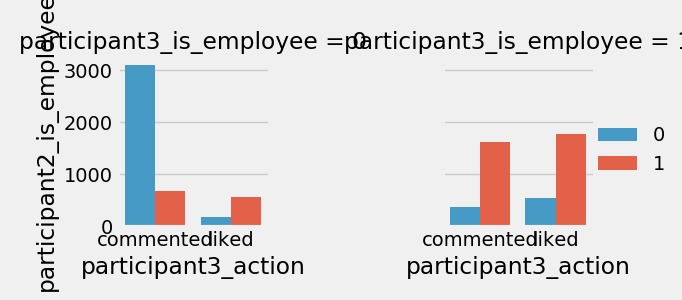 participant3_is_employee = 0
participant3_is_employee = 1
participant2_is_employee
3000
2000
1000
0
commented liked
commented liked
participant3_action
participant3_action
0
1